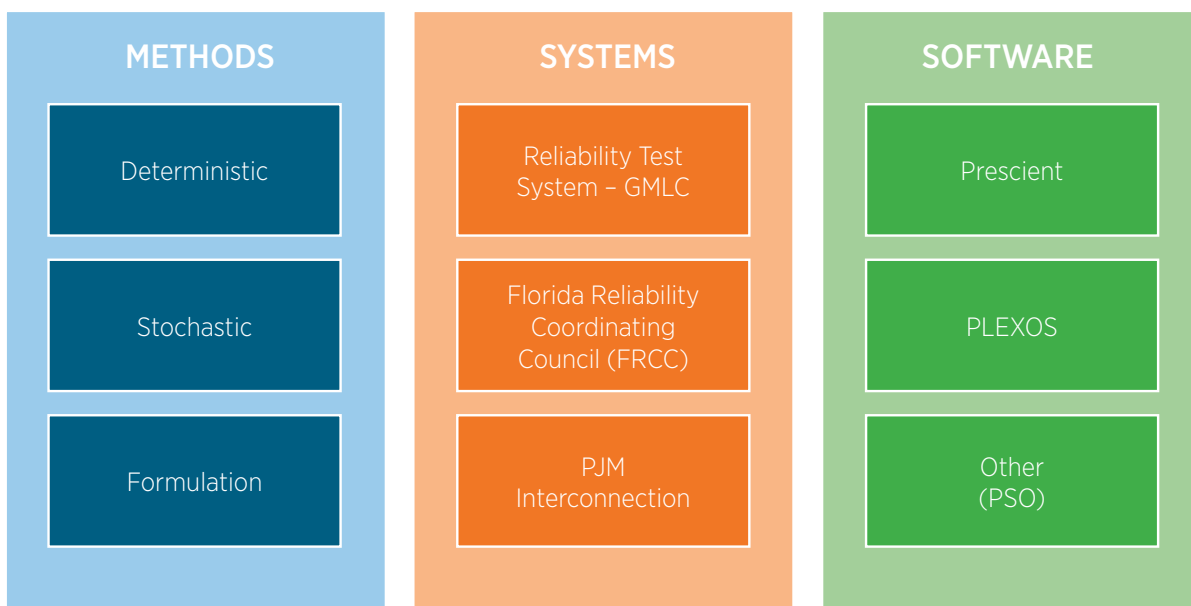 METHODS
Deterministic
Stochastic
Formulation
SYSTEMS
Reliability Test
System – GMLC
Florida Reliability
Coordinating
Council (FRCC)
PJM
Interconnection
SOFTWARE
Prescient
PLEXOS
Other
(PSO)